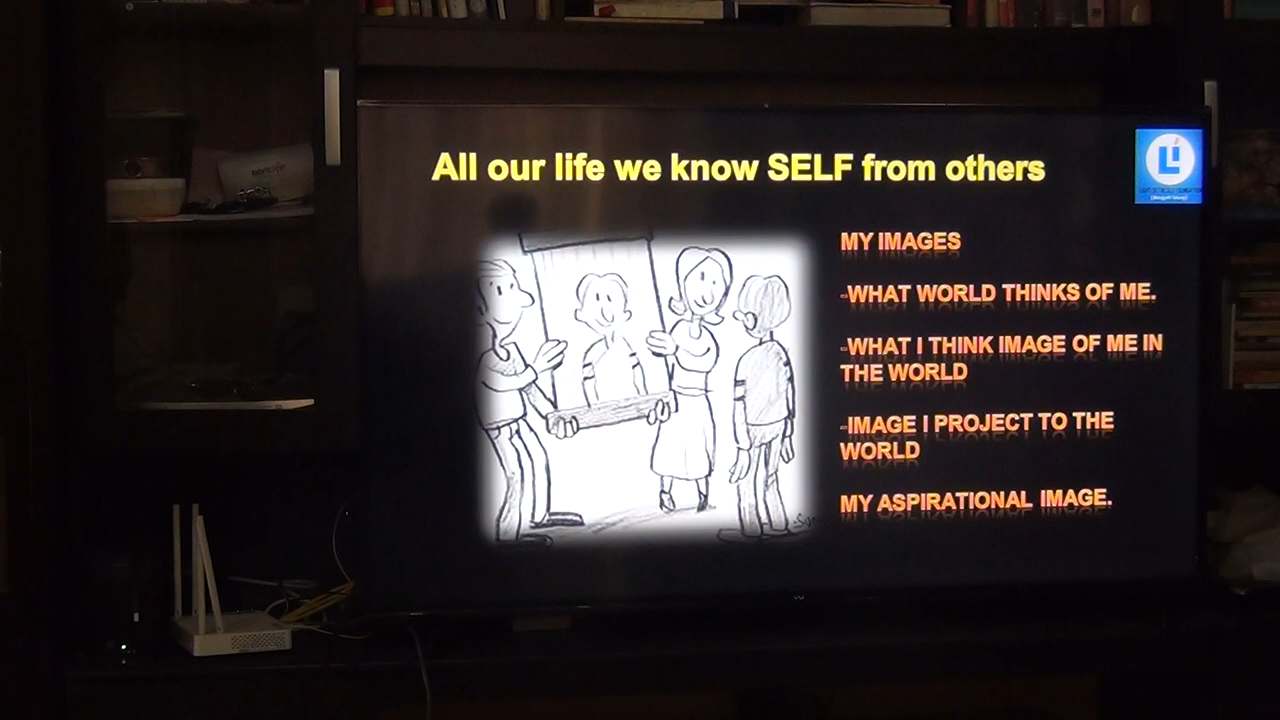 All our life we know SELF from others
MY IMAGES
-WHAT WORLD THINKS OF ME.
-WHAT I THINK IMAGE OF ME IN
THE WORLD
-IMAGE I PROJECT TO THE
WORLD
MY ASPIRATIONAL IMAGE.